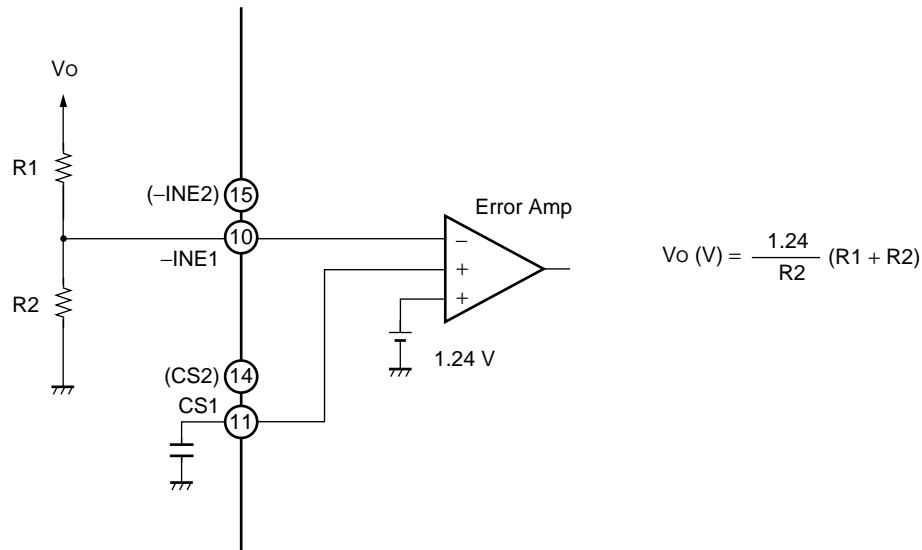 Vo
R1
(−INE2) 15
10
−INE1
R2
(CS2) 14
CS1
11
Error Amp
−
+
+
1.24 V
Vo (V) = 1.24 / R2 (R1 + R2)